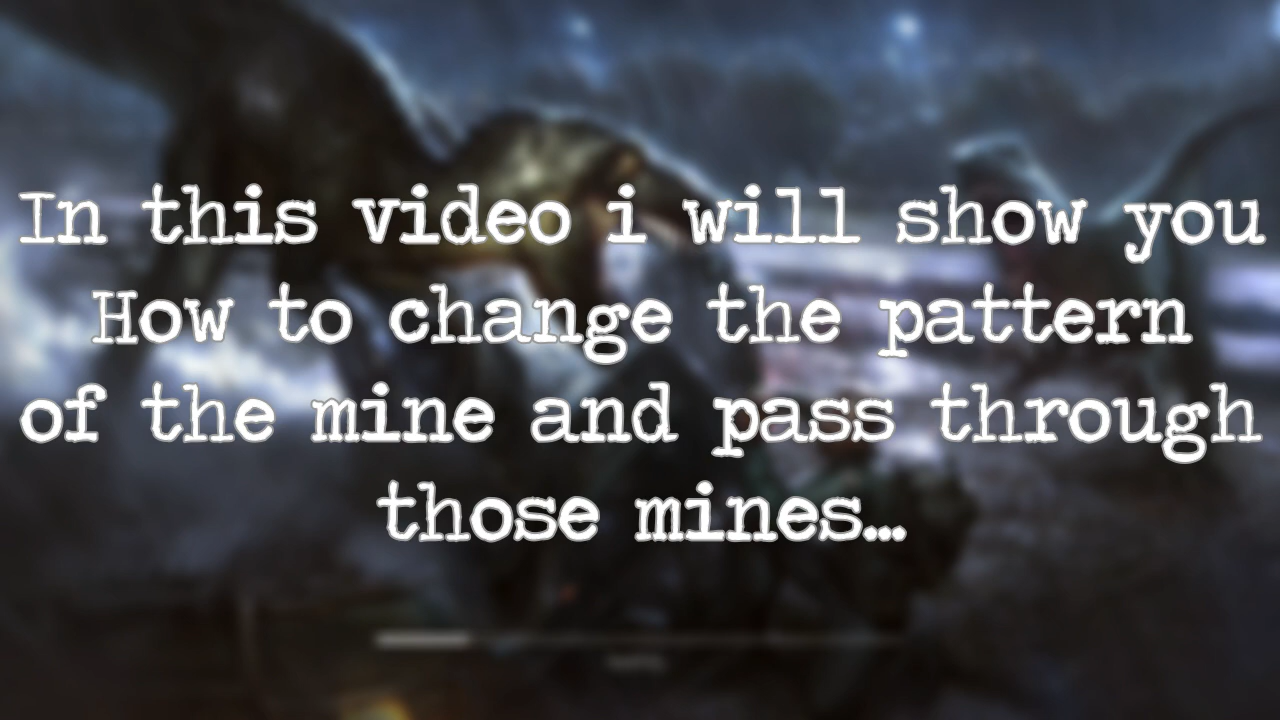 In this video i will show you
How to change the pattern
of the mine and pass through
those mines...